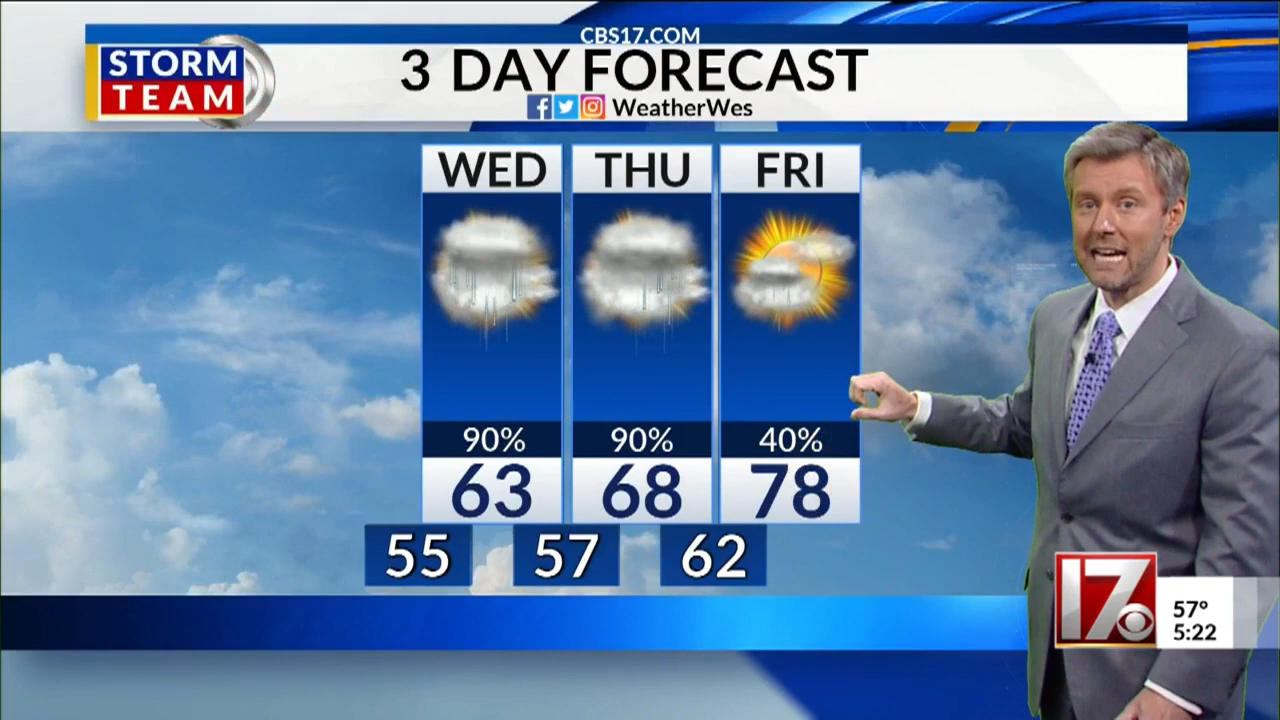 CBS17.COM
STORM
TEAM
3 DAY FORECAST
WeatherWes
WED THU FRI
90% 90% 40%
63 68 78
55 57 62
17
57°
5:22